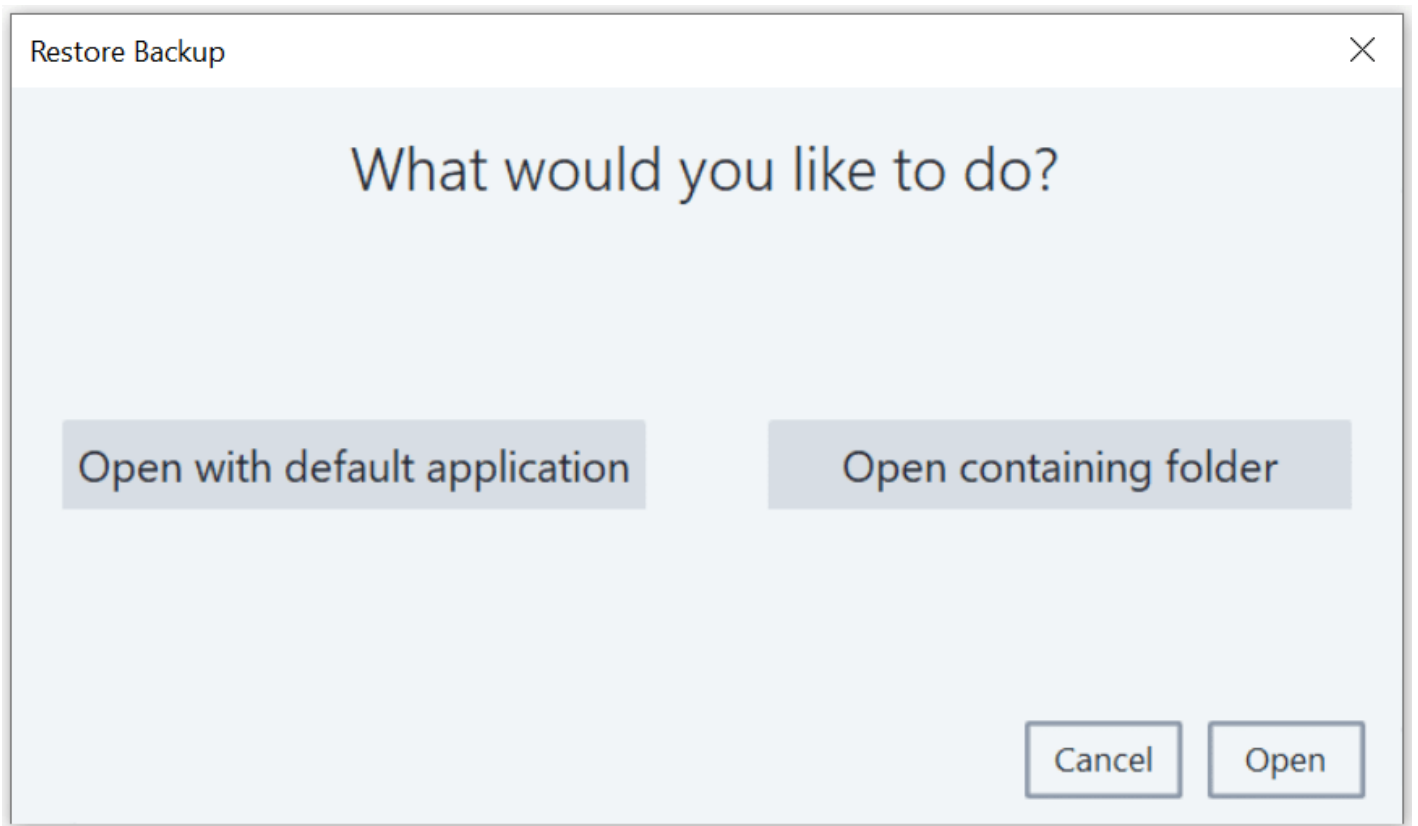 Restore Backup
What would you like to do?
Open with default application
Open containing folder
Cancel
Open